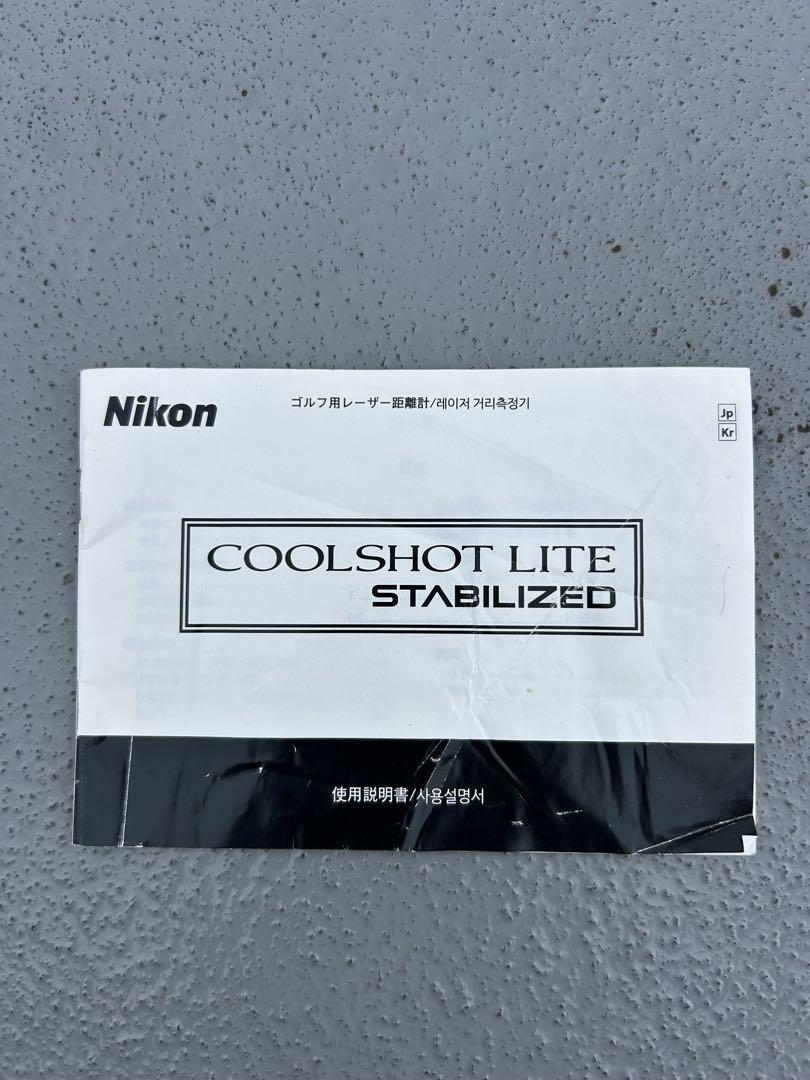 Nikon
ゴルフ用レーザー距離計/레이저 거리측정기
Jp
Kr
COOLSHOT LITE
STABILIZED
使用説明書/사용설명서